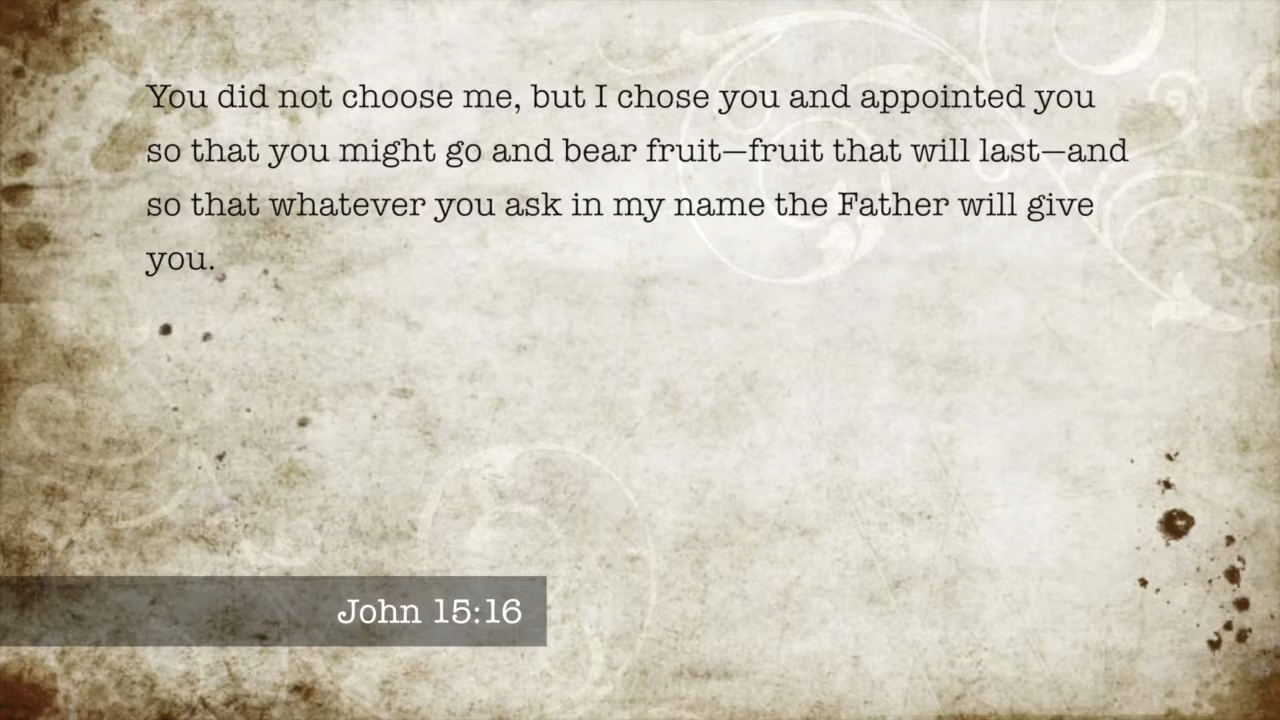 You did not choose me, but I chose you and appointed you
so that you might go and bear fruit—fruit that will last—and
so that whatever you ask in my name the Father will give
you.
John 15:16